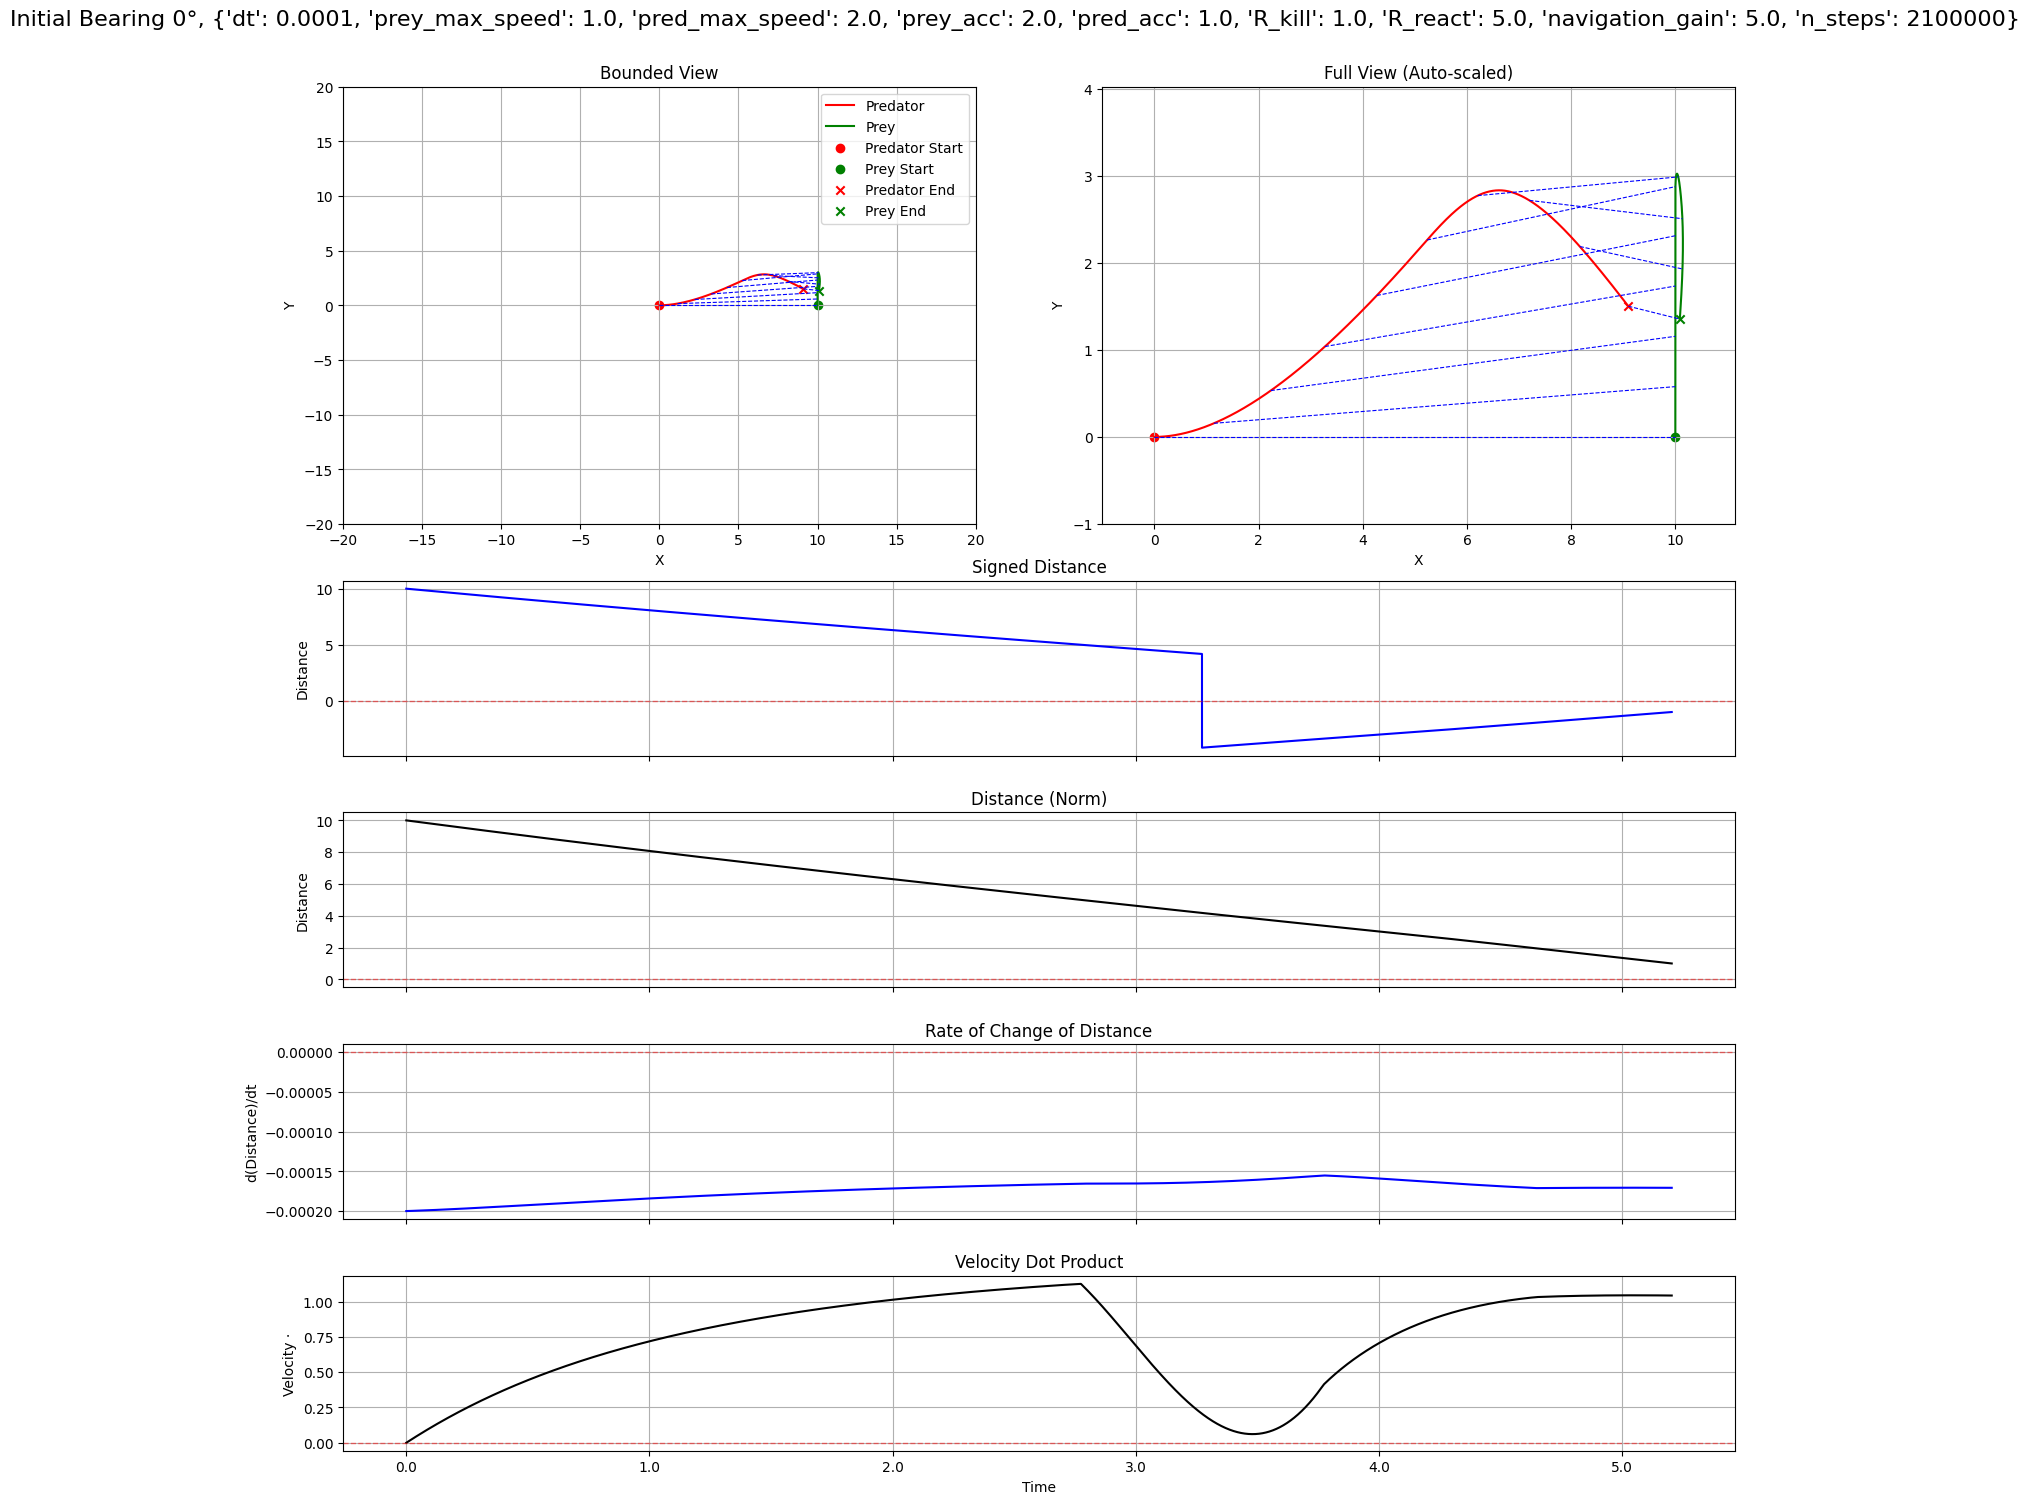 Initial Bearing 0°, {'dt': 0.0001, 'prey_max_speed': 1.0, 'pred_max_speed': 2.0, 'prey_acc': 2.0, 'pred_acc': 1.0, 'R_kill': 1.0, 'R_react': 5.0, 'navigation_gain': 5.0, 'n_steps': 2100000}
Bounded View
20
15
10
5
0
−5
−10
−15
−20
Y
−20 −15 −10 −5 0 5 10 15 20
X
Predator
Prey
Predator Start
Prey Start
Predator End
Prey End
Full View (Auto-scaled)
4
3
2
1
0
−1
Y
0 2 4 6 8 10
X
Signed Distance
10
5
0
Distance
Distance (Norm)
10
8
6
4
2
0
Distance
Rate of Change of Distance
0.00000
−0.00005
−0.00010
−0.00015
−0.00020
d(Distance)/dt
Velocity Dot Product
1.00
0.75
0.50
0.25
0.00
Velocity ·
0.0 1.0 2.0 3.0 4.0 5.0
Time